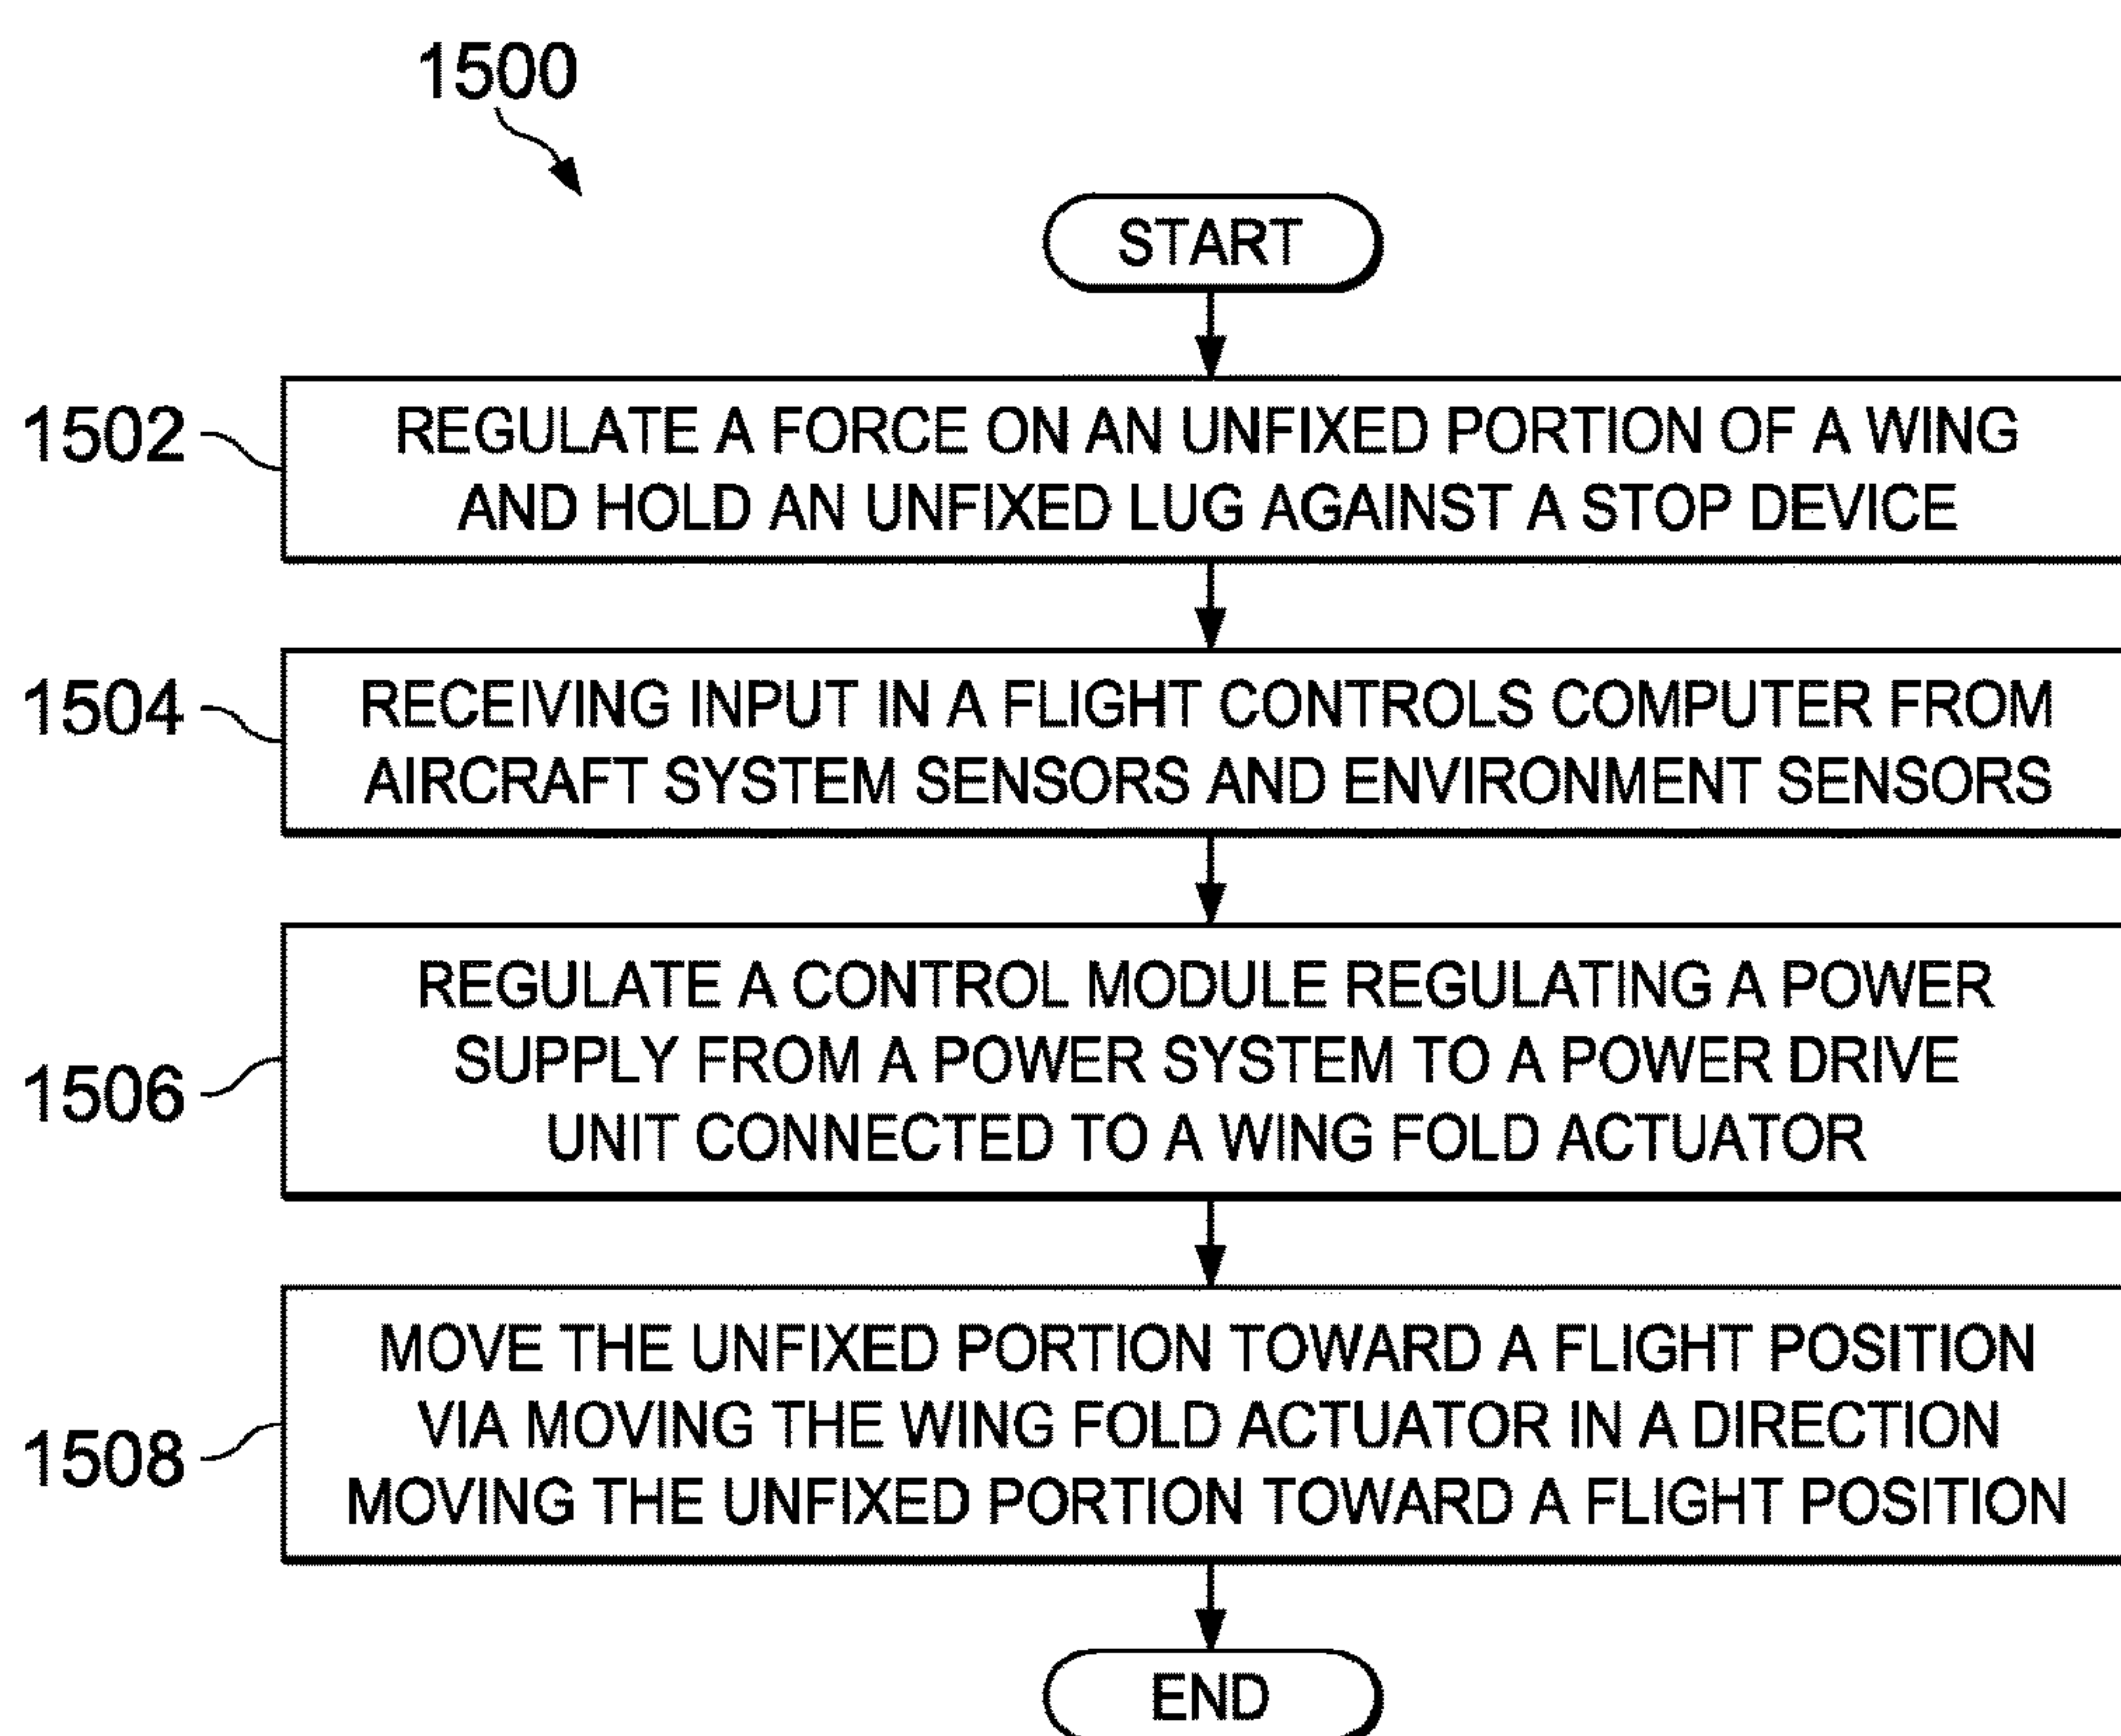 1500
START
1502
REGULATE A FORCE ON AN UNFIXED PORTION OF A WING
AND HOLD AN UNFIXED LUG AGAINST A STOP DEVICE
1504
RECEIVING INPUT IN A FLIGHT CONTROLS COMPUTER FROM
AIRCRAFT SYSTEM SENSORS AND ENVIRONMENT SENSORS
1506
REGULATE A CONTROL MODULE REGULATING A POWER
SUPPLY FROM A POWER SYSTEM TO A POWER DRIVE
UNIT CONNECTED TO A WING FOLD ACTUATOR
1508
MOVE THE UNFIXED PORTION TOWARD A FLIGHT POSITION
VIA MOVING THE WING FOLD ACTUATOR IN A DIRECTION
MOVING THE UNFIXED PORTION TOWARD A FLIGHT POSITION
END